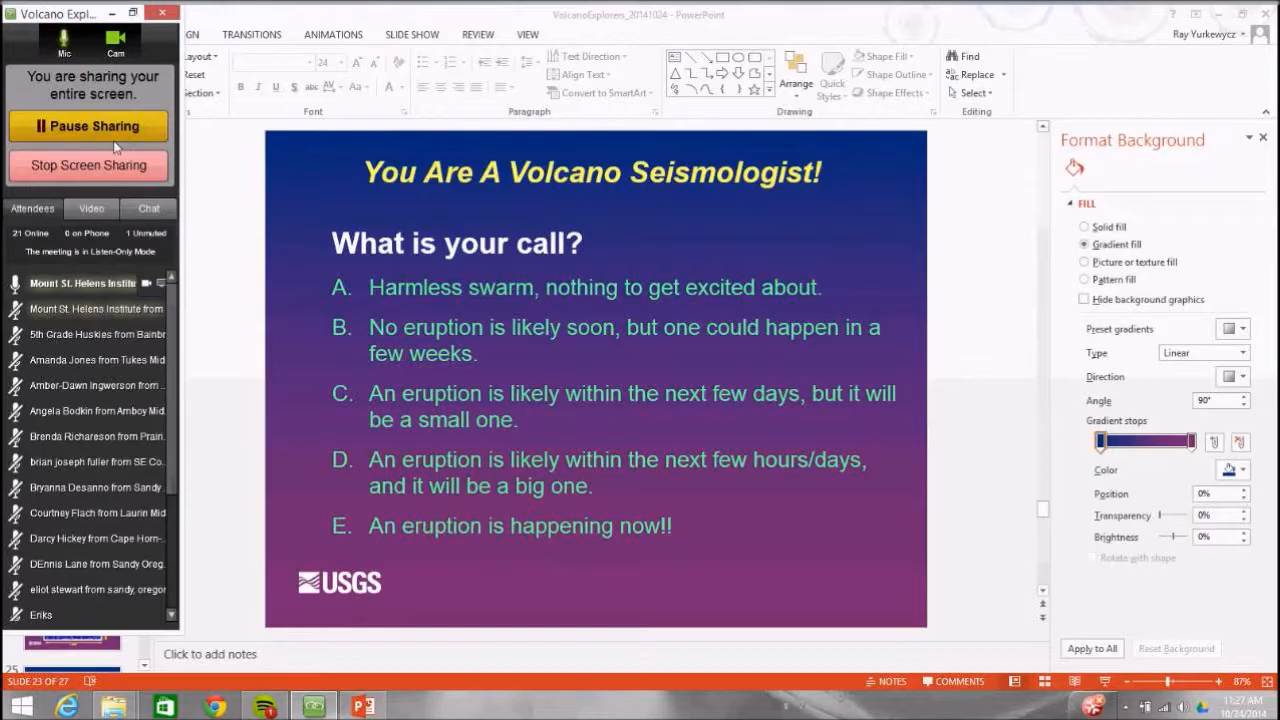 Volcano Expl...
VolcanoExplorers_20141024 - PowerPoint
Mic
Cam
You are sharing your
entire screen.
Pause Sharing
Stop Screen Sharing
Attendees Video Chat
21 Online 0 on Phone 1 Unmuted
The meeting is in Listen-Only Mode
Mount St. Helens Institu
Mount St. Helens Institute from
5th Grade Huskies from Bainbr
Amanda Jones from Tukes Mid
Amber-Dawn Ingwerson from ...
Angela Bodkin from Amboy Mid.
Brenda Richareson from Prain.
brian joseph fuller from SE Co...
Bryanna Desanno from Sandy
Courtney Flach from Laurin Mid
Darcy Hickey from Cape Horn-
DEnnis Lane from Sandy Oreg.
eliot stewart from sandy, oregor
Eriks
GN TRANSITIONS ANIMATIONS SLIDE SHOW REVIEW VIEW
Ray Yurkewycz
Layout
Reset
Section
24
B I U S abc AV Aa A
Font
Text Direction
Align Text
Convert to SmartArt
Paragraph
Arrange
Quick
Styles
Shape Fill
Shape Outline
Shape Effects
Drawing
Find
Replace
Select
Editing
You Are A Volcano Seismologist!
What is your call?
A. Harmless swarm, nothing to get excited about.
B. No eruption is likely soon, but one could happen in a
few weeks.
C. An eruption is likely within the next few days, but it will
be a small one.
D. An eruption is likely within the next few hours/days,
and it will be a big one.
E. An eruption is happening now!!
USGS
Format Background
FILL
Solid fill
Gradient fill
Picture or texture fill
Pattern fill
Hide background graphics
Preset gradients
Type Linear
Direction
Angle 90°
Gradient stops
Color
Position 0%
Transparency 0%
Brightness 0%
Rotate with shape
Apply to All Reset Background
25
Click to add notes
SLIDE 23 OF 27
NOTES COMMENTS
87%
11:27 AM
10/24/2014